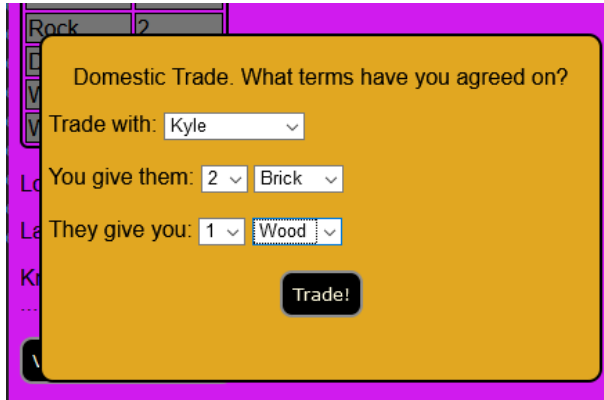 Rock 2
Domestic Trade. What terms have you agreed on?
Trade with: Kyle
You give them: 2 Brick
They give you: 1 Wood
Trade!